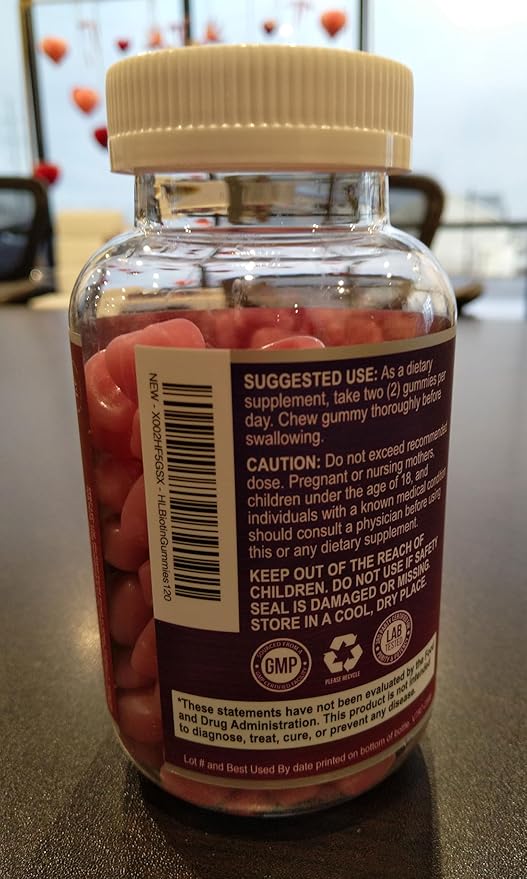 SUGGESTED USE: As a dietary
supplement, take two (2) gummies per
day. Chew gummy thoroughly before
swallowing.
CAUTION: Do not exceed recommended
dose. Pregnant or nursing mothers,
children under the age of 18, and
individuals with a known medical condition
should consult a physician before using
this or any dietary supplement.
KEEP OUT OF THE REACH OF
CHILDREN. DO NOT USE IF SAFETY
SEAL IS DAMAGED OR MISSING.
STORE IN A COOL, DRY PLACE.
NEW - X002HF5GSX - HLBiotinGummies120
SOURCED FROM A
GMP
PLEASE RECYCLE
LAB
TESTED
*These statements have not been evaluated by the Food
and Drug Administration. This product is not intended
to diagnose, treat, cure, or prevent any disease.
Lot # and Best Used By date printed on bottom of bottle.